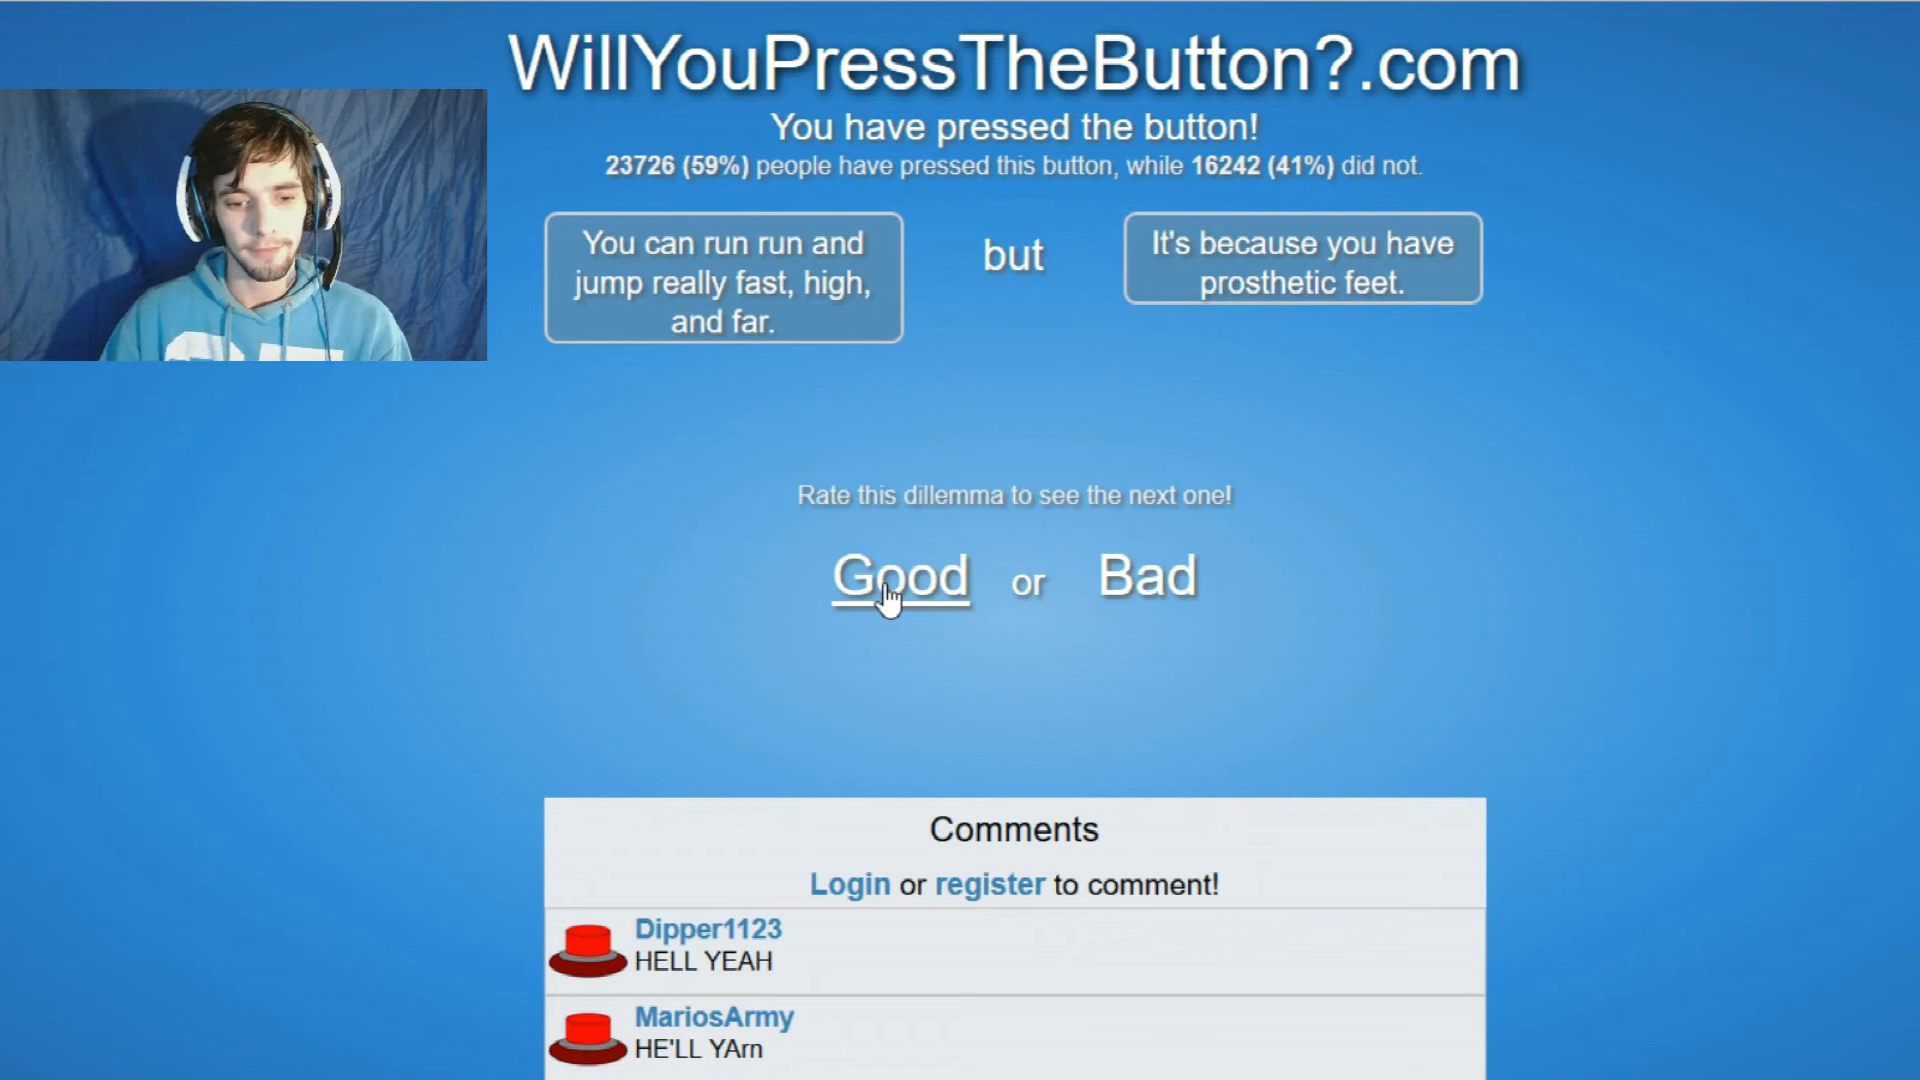 WillYouPressTheButton?.com
You have pressed the button!
23726 (59%) people have pressed this button, while 16242 (41%) did not.
You can run run and
jump really fast, high,
and far.
but
It's because you have
prosthetic feet.
Rate this dillemma to see the next one!
Good or Bad
Comments
Login or register to comment!
Dipper1123
HELL YEAH
MariosArmy
HE'LL YArn